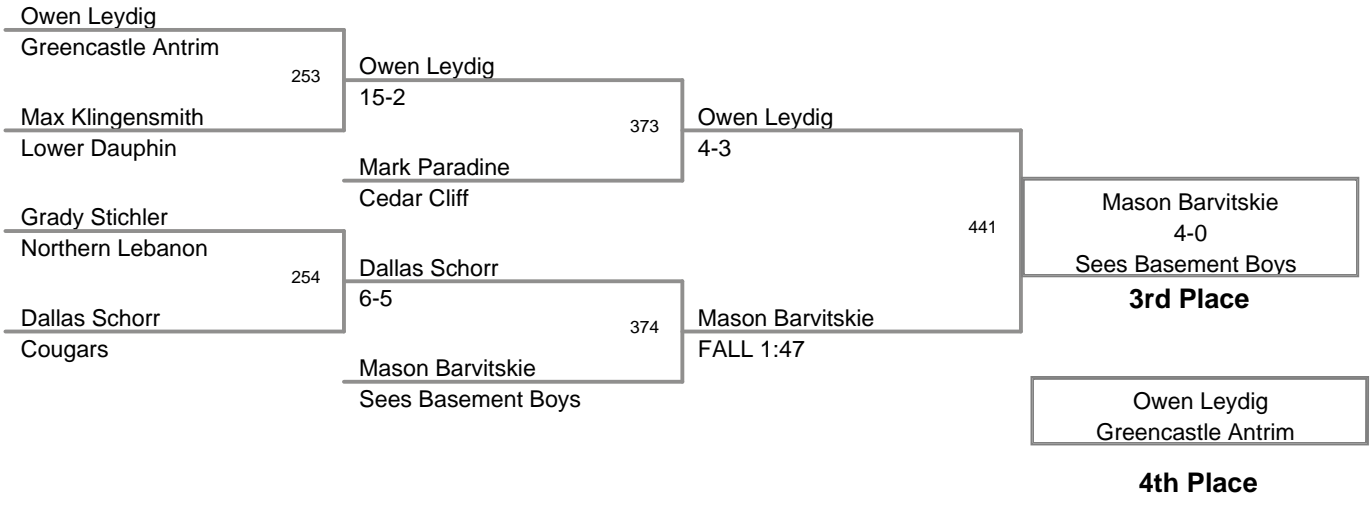 Owen Leydig
Greencastle Antrim
253
Max Klingensmith
Lower Dauphin
Grady Stichler
Northern Lebanon
254
Dallas Schorr
Cougars
Owen Leydig
15-2
373
Mark Paradine
Cedar Cliff
Dallas Schorr
6-5
374
Mason Barvitskie
Sees Basement Boys
Owen Leydig
4-3
441
Mason Barvitskie
FALL 1:47
Mason Barvitskie
4-0
Sees Basement Boys
3rd Place
Owen Leydig
Greencastle Antrim
4th Place